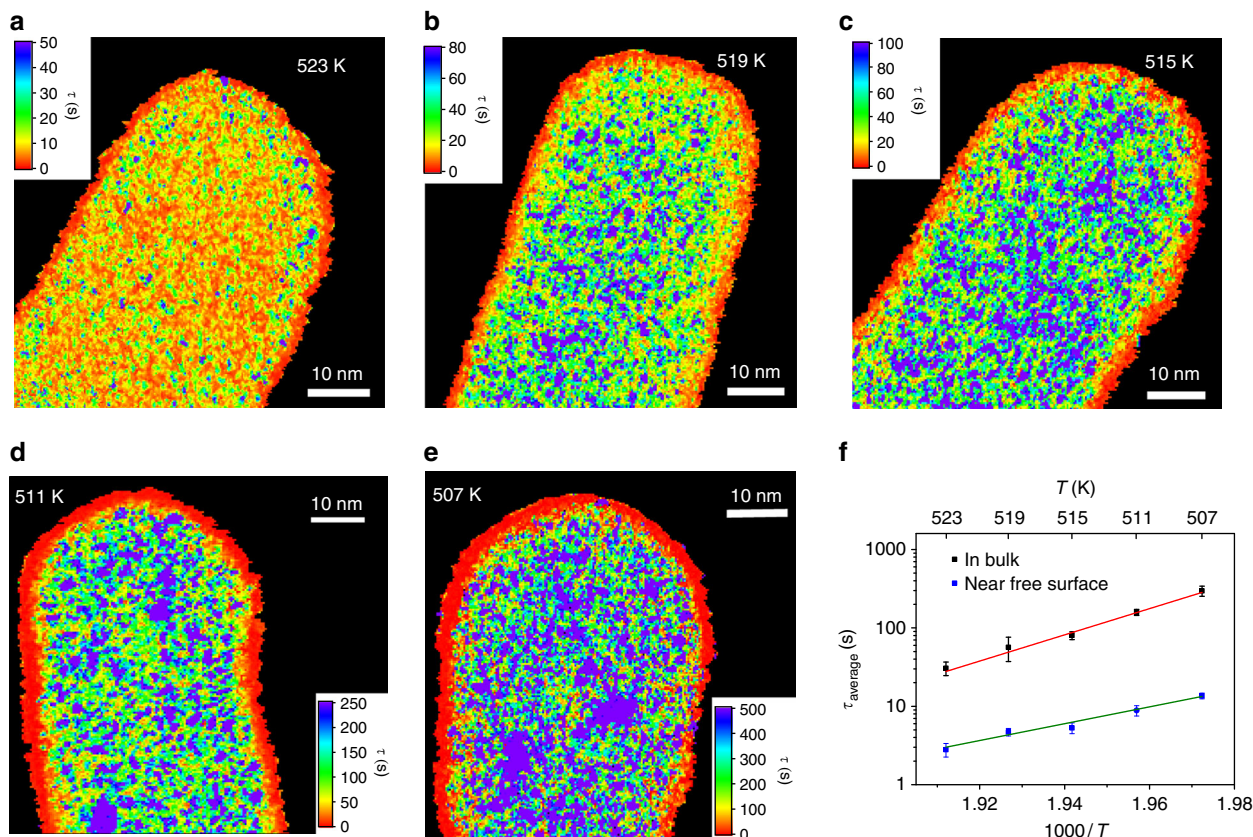 a
50
40
30
20
10
0
τ (s)
523 K
10 nm
b
80
60
40
20
0
τ (s)
519 K
10 nm
c
100
80
60
40
20
0
τ (s)
515 K
10 nm
d
511 K
10 nm
250
200
150
100
50
0
τ (s)
e
507 K
10 nm
500
400
300
200
100
0
τ (s)
f
T (K)
523 519 515 511 507
1000
100
10
1
τaverage (s)
In bulk
Near free surface
1.92 1.94 1.96 1.98
1000/T